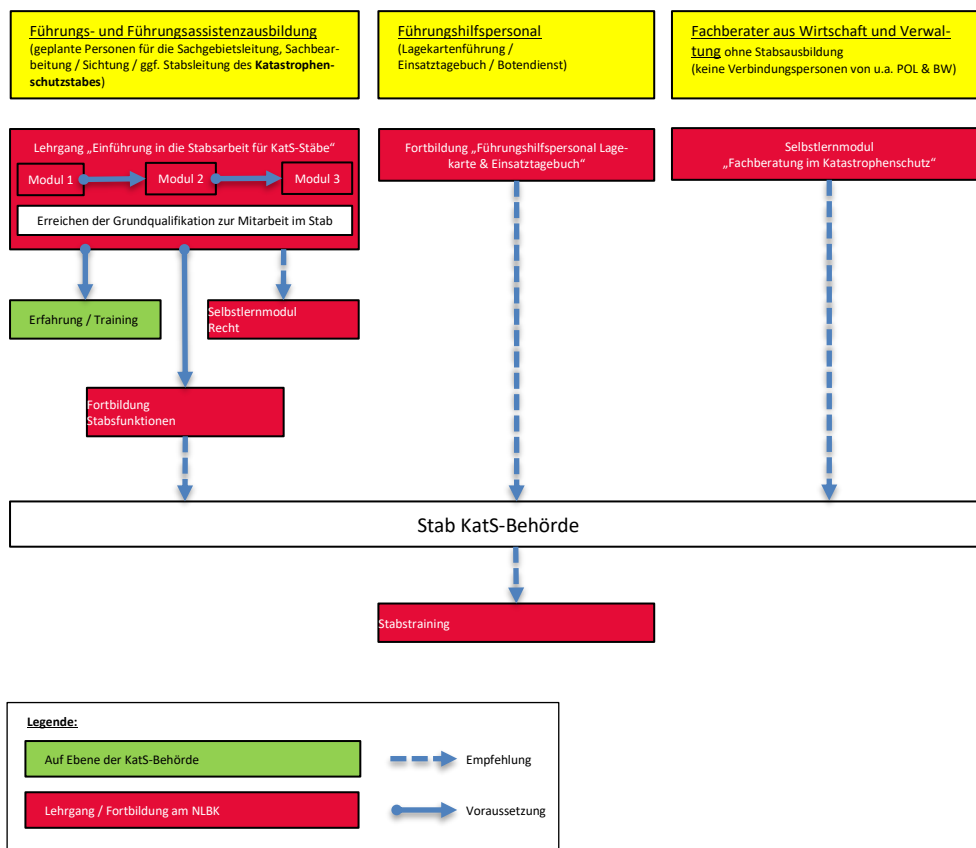 Führungs- und Führungsassistenzausbildung
(geplante Personen für die Sachgebietsleitung, Sachbear-
beitung / Sichtung / ggf. Stabsleitung des Katastrophen-
schutzstabes)
Führungshilfspersonal
(Lagekartenführung /
Einsatztagebuch / Botendienst)
Fachberater aus Wirtschaft und Verwal-
tung ohne Stabsausbildung
(keine Verbindungspersonen von u.a. POL & BW)
Lehrgang „Einführung in die Stabsarbeit für KatS-Stäbe“
Modul 1
Modul 2
Modul 3
Erreichen der Grundqualifikation zur Mitarbeit im Stab
Fortbildung „Führungshilfspersonal Lage-
karte & Einsatztagebuch“
Selbstlernmodul
„Fachberatung im Katastrophenschutz“
Erfahrung / Training
Selbstlernmodul
Recht
Fortbildung
Stabsfunktionen
Stab KatS-Behörde
Stabstraining
Legende:
Auf Ebene der KatS-Behörde
Empfehlung
Lehrgang / Fortbildung am NLBK
Voraussetzung